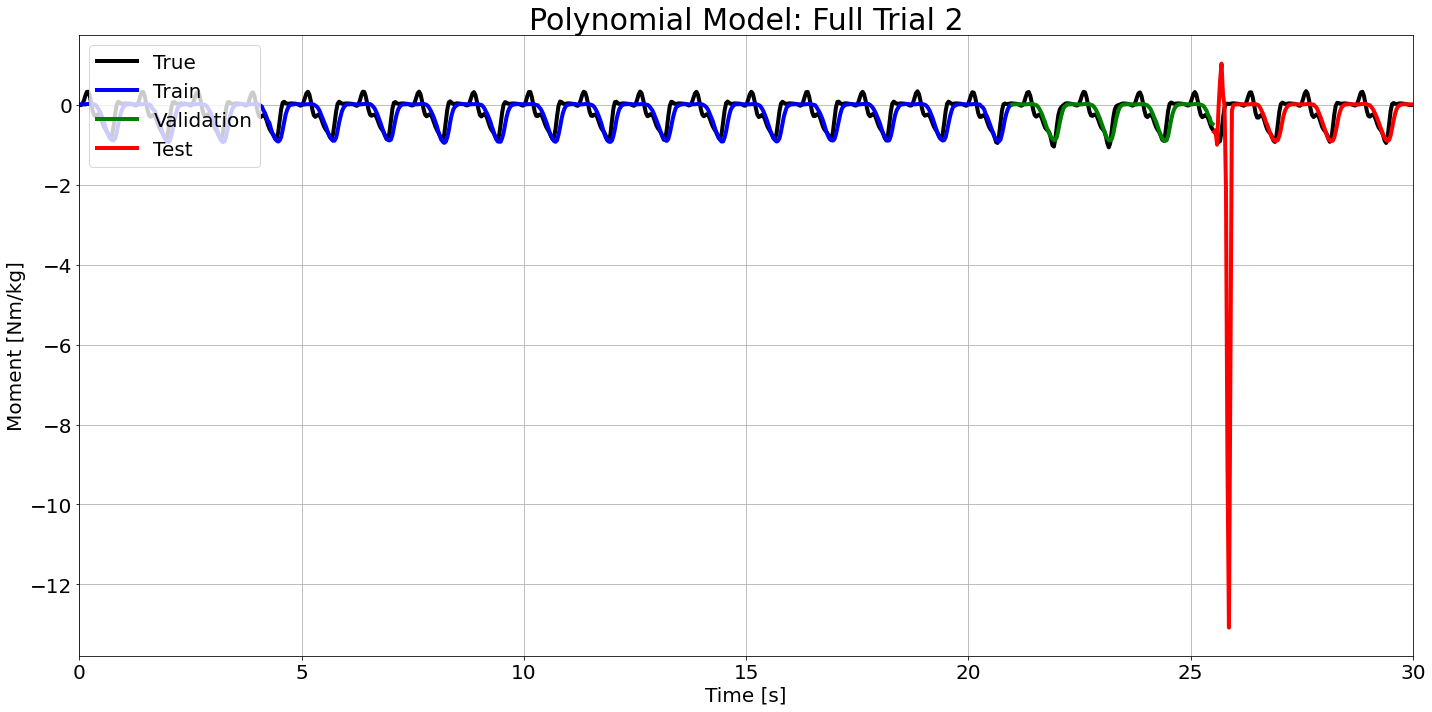 Polynomial Model: Full Trial 2
True
Train
Validation
Test
0
−2
−4
−6
−8
−10
−12
Moment [Nm/kg]
0 5 10 15 20 25 30
Time [s]